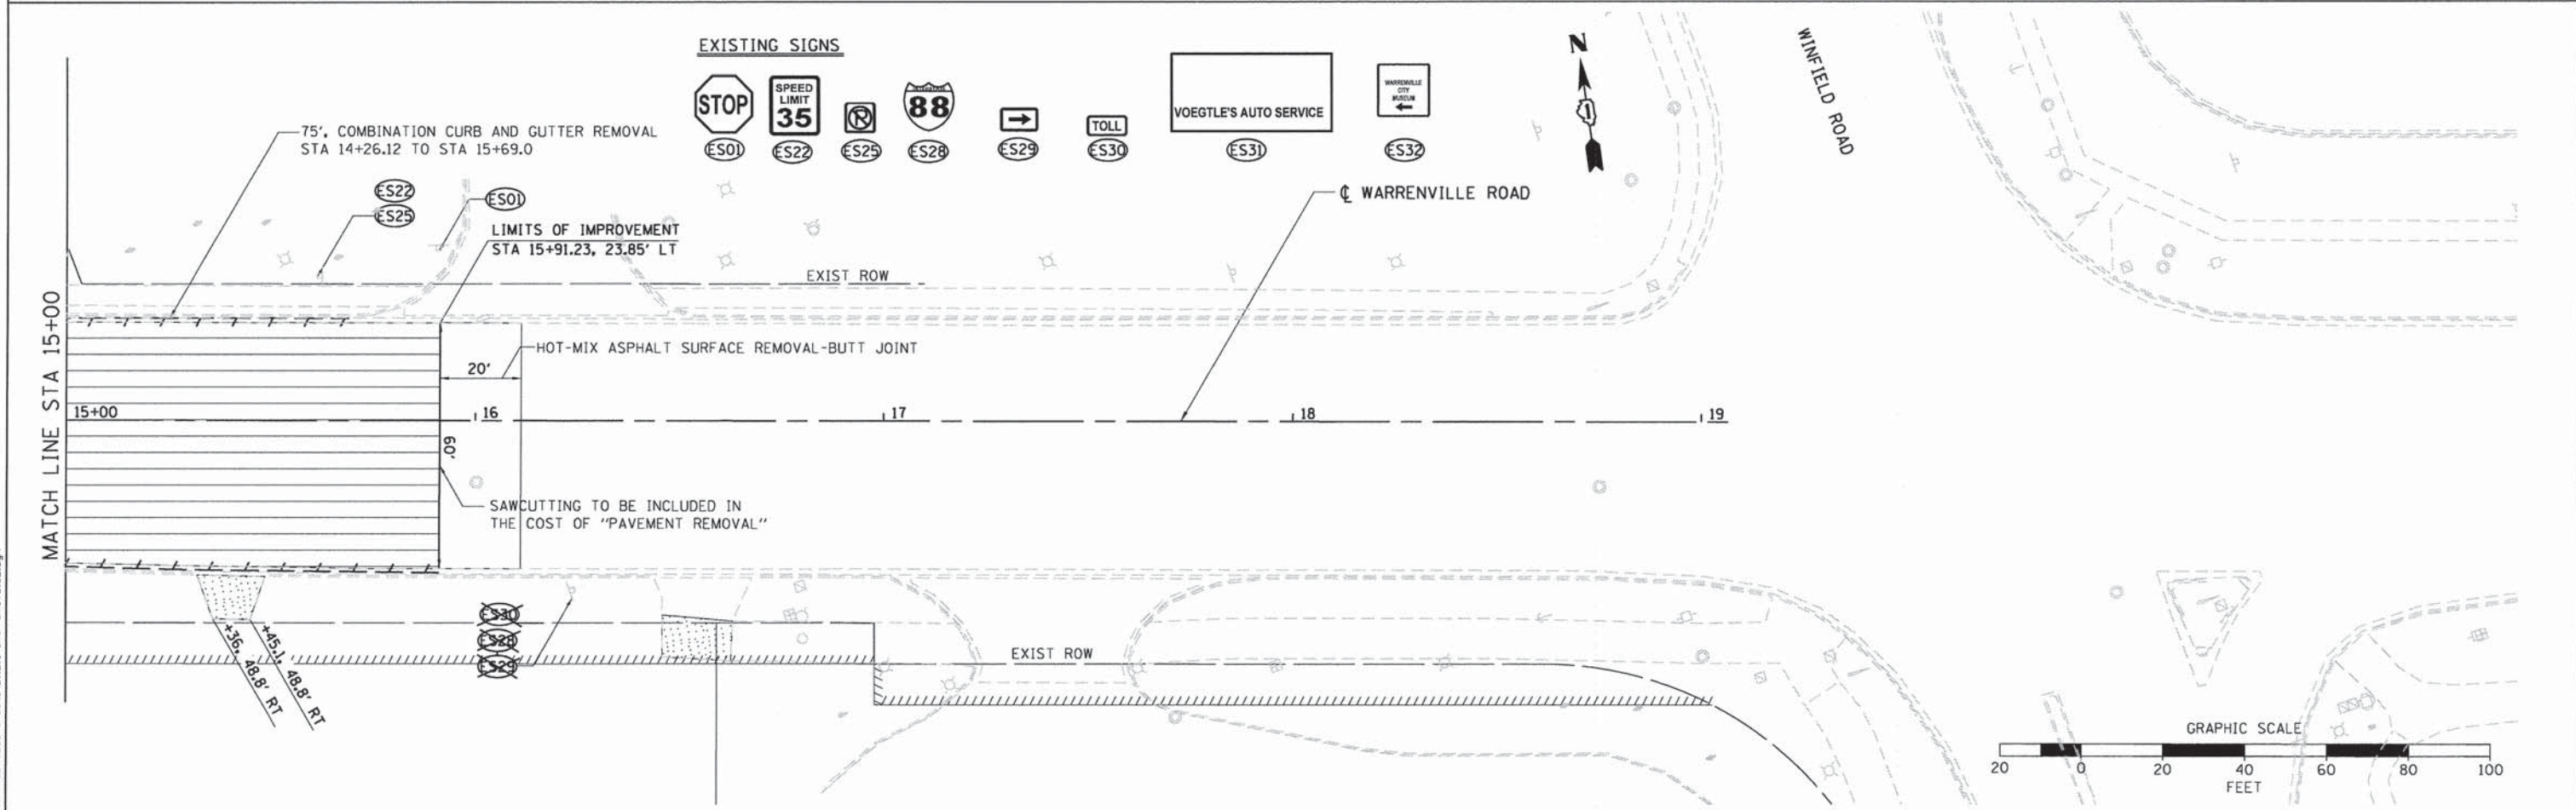 EXISTING SIGNS
STOP
SPEED
LIMIT
35
R
INTERSTATE
88
TOLL
VOEGTLE'S AUTO SERVICE
WARRENVILLE
CITY
MUSEUM
ES01
ES22
ES25
ES28
ES29
ES30
ES31
ES32
N
WINFIELD ROAD
75', COMBINATION CURB AND GUTTER REMOVAL
STA 14+26.12 TO STA 15+69.0
ES22
ES25
ES01
LIMITS OF IMPROVEMENT
STA 15+91.23, 23.85' LT
℄ WARRENVILLE ROAD
EXIST ROW
MATCH LINE STA 15+00
HOT-MIX ASPHALT SURFACE REMOVAL-BUTT JOINT
20'
15+00
16
17
18
19
60'
SAWCUTTING TO BE INCLUDED IN
THE COST OF "PAVEMENT REMOVAL"
ES30
ES28
ES29
+36, 48.8' RT
+45.1, 48.8' RT
EXIST ROW
GRAPHIC SCALE
20 0 20 40 60 80 100
FEET